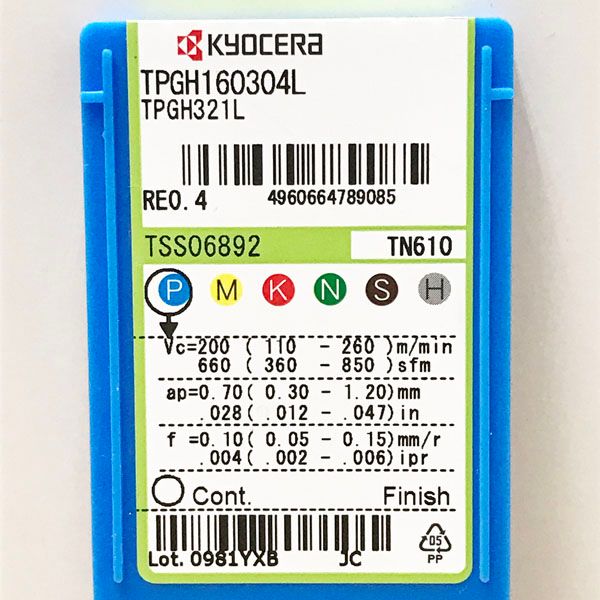 KYOCERA
TPGH160304L
TPGH321L
RE0.4 4960664789085
TSS06892 TN610
P M K N S H
Vc=200 ( 110 - 260 )m/min
660 ( 360 - 850 )sfm
ap=0.70( 0.30 - 1.20)mm
.028( .012 - .047)in
f =0.10( 0.05 - 0.15)mm/r
.004( .002 - .006)ipr
Cont. Finish
Lot. 0981YXB JC
05
PP